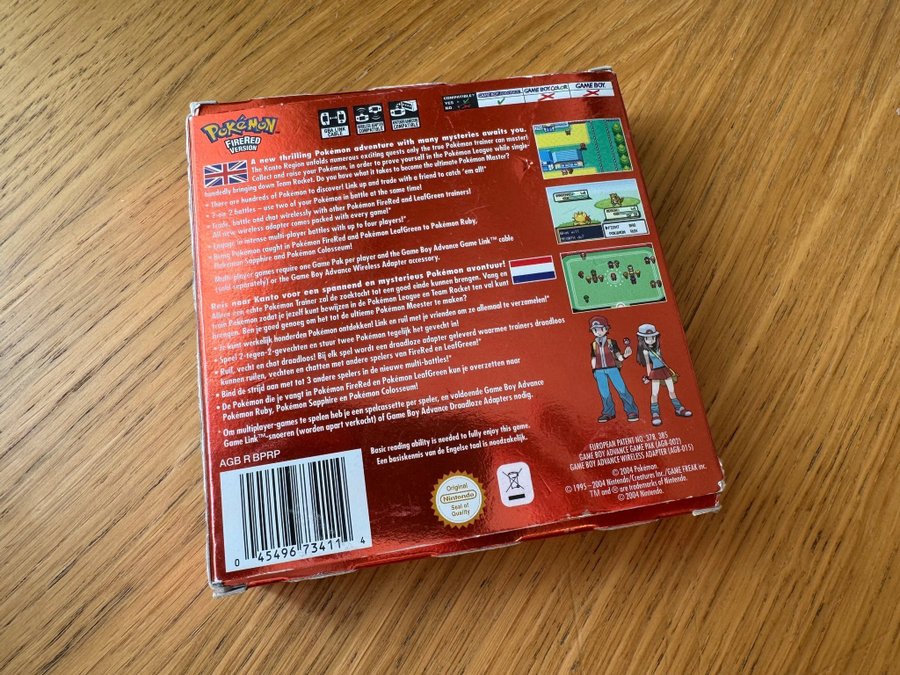 POKéMON
FIRERED
VERSION
GBA LINK
CABLE
WIRELESS ADAPTER
COMPATIBLE
COMPATIBLE
COMPATIBLE?
YES =
NO =
GAME BOY ADVANCE
GAME BOY COLOR
GAME BOY
A new thrilling Pokémon adventure with many mysteries awaits you.
The Kanto Region unfolds numerous exciting quests only the true Pokémon trainer can master!
Collect and raise your Pokémon, in order to prove yourself in the Pokémon League while single-
handedly bringing down Team Rocket. Do you have what it takes to become the ultimate Pokémon Master?
• There are hundreds of Pokémon to discover! Link up and trade with a friend to catch 'em all!*
• 2-on-2 battles – use two of your Pokémon in battle at the same time!
• Trade, battle and chat wirelessly with other Pokémon FireRed and LeafGreen trainers!
All new, wireless adapter comes packed with every game!*
• Engage in intense multi-player battles with up to four players!*
• Bring Pokémon caught in Pokémon FireRed and Pokémon LeafGreen to Pokémon Ruby,
Pokémon Sapphire and Pokémon Colosseum!
*Multi-player games require one Game Pak per player and the Game Boy Advance Game Link™ cable
(sold separately) or the Game Boy Advance Wireless Adapter accessory.
Reis naar Kanto voor een spannend en mysterieus Pokémon avontuur!
Alleen een echte Pokémon Trainer zal de zoektocht tot een goed einde kunnen brengen. Vang en
train Pokémon zodat je jezelf kunt bewijzen in de Pokémon League en Team Rocket ten val kunt
brengen. Ben je goed genoeg om het tot de ultieme Pokémon Meester te maken?
• Je kunt werkelijk honderden Pokémon ontdekken! Link en ruil met je vrienden om ze allemaal te verzamelen!*
• Speel 2-tegen-2-gevechten en stuur twee Pokémon tegelijk het gevecht in!
• Ruil, vecht en chat draadloos! Bij elk spel wordt een draadloze adapter geleverd waarmee trainers draadloos
kunnen ruilen, vechten en chatten met andere spelers van FireRed en LeafGreen!*
• Bind de strijd aan met tot 3 andere spelers in de nieuwe multi-battles!*
• De Pokémon die je vangt in Pokémon FireRed en Pokémon LeafGreen kun je overzetten naar
Pokémon Ruby, Pokémon Sapphire en Pokémon Colosseum!
*Om multiplayer-games te spelen heb je een spelcassette per speler, en voldoende Game Boy Advance
Game Link™-snoeren (worden apart verkocht) of Game Boy Advance Draadloze Adapters nodig.
AGB R BPRP
Basic reading ability is needed to fully enjoy this game.
Een basiskennis van de Engelse taal is noodzakelijk.
0 45496 73411 4
Original
Nintendo
Seal of
Quality
EUROPEAN PATENT NO. 378, 385
GAME BOY ADVANCE GAME PAK (AGB-002)
GAME BOY ADVANCE WIRELESS ADAPTER (AGB-015)
© 2004 Pokémon.
© 1995–2004 Nintendo/Creatures Inc./GAME FREAK inc.
TM and ® are trademarks of Nintendo.
© 2004 Nintendo.